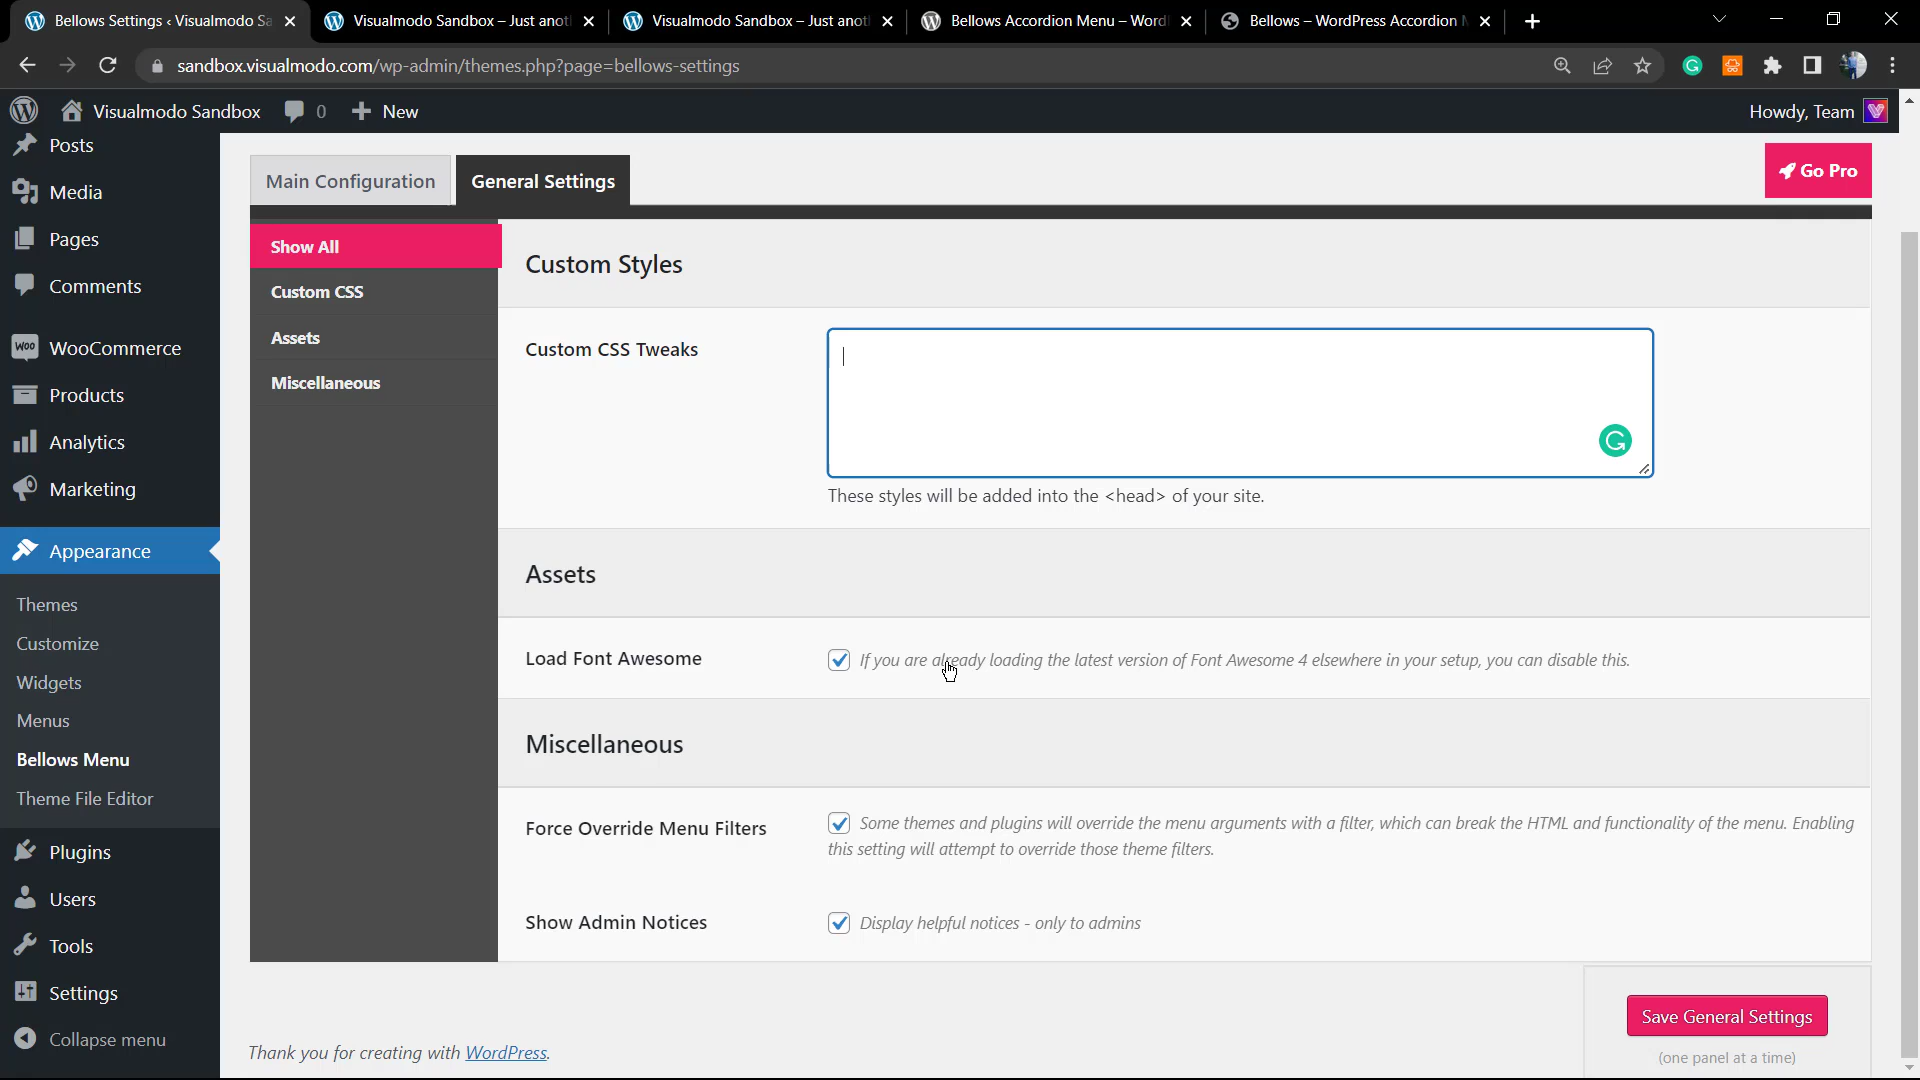 Bellows Settings ‹ Visualmodo Sa
Visualmodo Sandbox – Just anot
Visualmodo Sandbox – Just anot
Bellows Accordion Menu – Word
Bellows – WordPress Accordion M
sandbox.visualmodo.com/wp-admin/themes.php?page=bellows-settings
Visualmodo Sandbox
0
New
Howdy, Team
Posts
Media
Pages
Comments
WooCommerce
Products
Analytics
Marketing
Appearance
Themes
Customize
Widgets
Menus
Bellows Menu
Theme File Editor
Plugins
Users
Tools
Settings
Collapse menu
Main Configuration
General Settings
Go Pro
Show All
Custom CSS
Assets
Miscellaneous
Custom Styles
Custom CSS Tweaks
These styles will be added into the <head> of your site.
Assets
Load Font Awesome
If you are already loading the latest version of Font Awesome 4 elsewhere in your setup, you can disable this.
Miscellaneous
Force Override Menu Filters
Some themes and plugins will override the menu arguments with a filter, which can break the HTML and functionality of the menu. Enabling
this setting will attempt to override those theme filters.
Show Admin Notices
Display helpful notices - only to admins
Save General Settings
(one panel at a time)
Thank you for creating with WordPress.